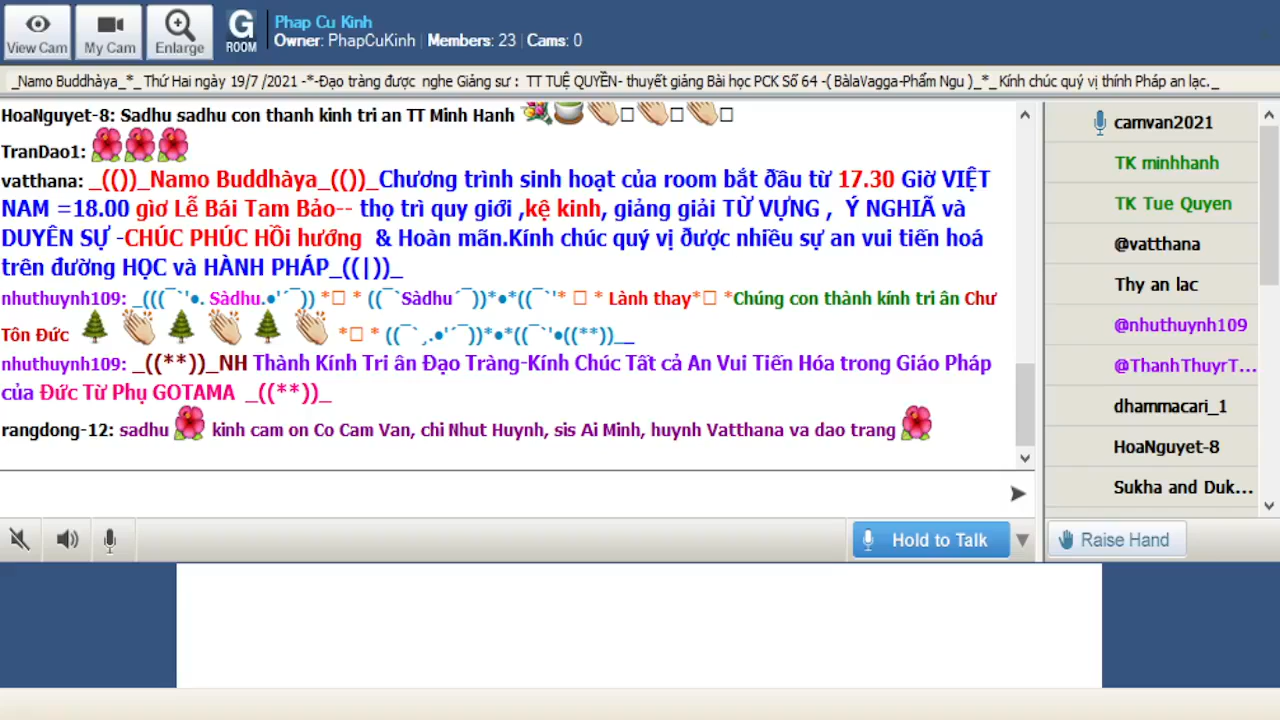 View Cam
My Cam
Enlarge
G
ROOM
Phap Cu Kinh
Owner: PhapCuKinh | Members: 23 | Cams: 0
_Namo Buddhàya_*_ Thứ Hai ngày 19/7 /2021 -*-Đạo tràng được nghe Giảng sư : TT TUỆ QUYỀN- thuyết giảng Bài học PCK Số 64 -( BàlaVagga-Phẩm Ngu )_*_ Kính chúc quý vị thính Pháp an lạc._
HoaNguyet-8: Sadhu sadhu con thanh kinh tri an TT Minh Hanh
TranDao1:
vatthana: _(())_Namo Buddhàya_(())_Chương trình sinh hoạt của room bắt đầu từ 17.30 Giờ VIỆT
NAM =18.00 giờ Lễ Bái Tam Bảo-- thọ trì quy giới ,kệ kinh, giảng giải TỪ VỰNG , Ý NGHIÃ và
DUYÊN SỰ -CHÚC PHÚC HỒi hướng & Hoàn mãn.Kính chúc quý vị được nhiều sự an vui tiến hoá
trên đường HỌC và HÀNH PHÁP_((|))_
nhuthuynh109: _(((¯`'•. Sàdhu.•'´¯)) *□ * ((¯`Sàdhu´¯))*•*((¯`'* □ * Lành thay*□ *Chúng con thành kính tri ân Chư
Tôn Đức *□ * ((¯`¸.•'´¯))*•*((¯`'•((**))__
nhuthuynh109: _((**))_NH Thành Kính Tri ân Đạo Tràng-Kính Chúc Tất cả An Vui Tiến Hóa trong Giáo Pháp
của Đức Từ Phụ GOTAMA _((**))_
rangdong-12: sadhu kinh cam on Co Cam Van, chi Nhut Huynh, sis Ai Minh, huynh Vatthana va dao trang
camvan2021
TK minhhanh
TK Tue Quyen
@vatthana
Thy an lac
@nhuthuynh109
@ThanhThuyrT...
dhammacari_1
HoaNguyet-8
Sukha and Duk...
Hold to Talk
Raise Hand